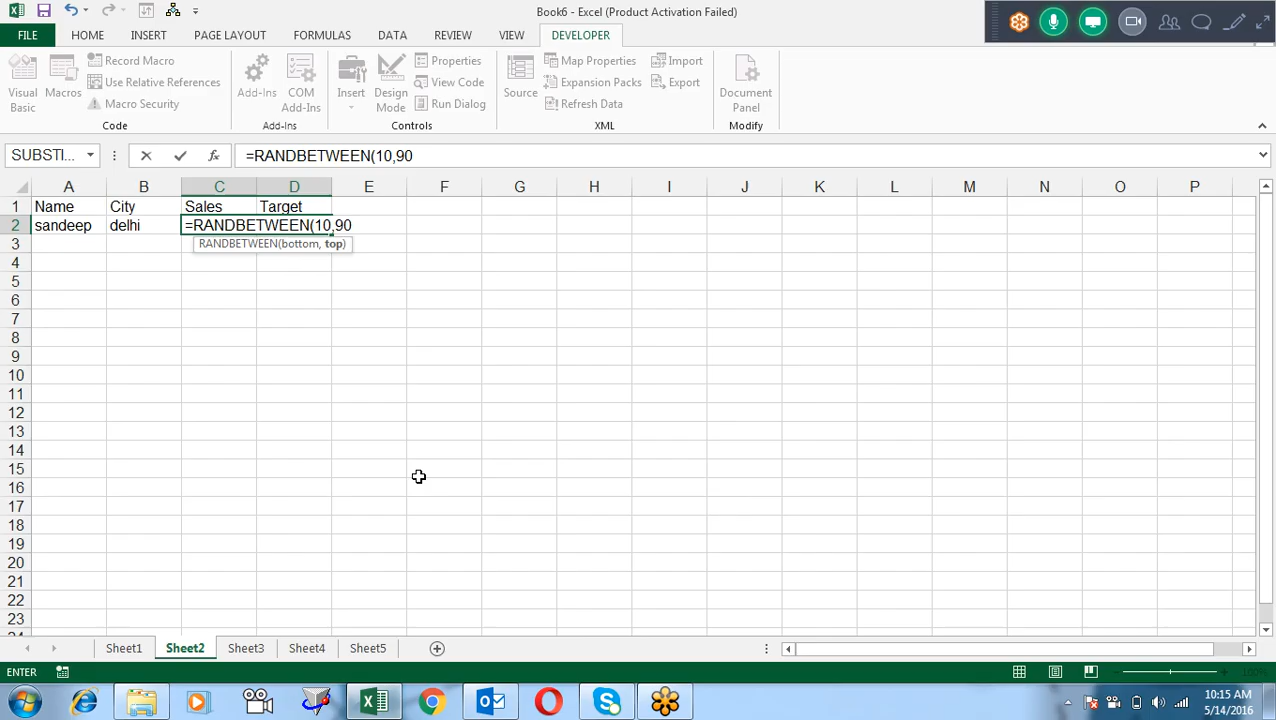 Book6 - Excel (Product Activation Failed)
FILE HOME INSERT PAGE LAYOUT FORMULAS DATA REVIEW VIEW DEVELOPER
Visual Basic
Macros
Record Macro
Use Relative References
Macro Security
Code
Add-Ins
COM Add-Ins
Add-Ins
Insert
Design Mode
Properties
View Code
Run Dialog
Controls
Source
Map Properties
Expansion Packs
Refresh Data
Import
Export
XML
Document Panel
Modify
SUBSTI... fx =RANDBETWEEN(10,90
A B C D E F G H I J K L M N O P
1 Name City Sales Target
2 sandeep delhi =RANDBETWEEN(10,90
3 RANDBETWEEN(bottom, top)
4
5
6
7
8
9
10
11
12
13
14
15
16
17
18
19
20
21
22
23
24
Sheet1 Sheet2 Sheet3 Sheet4 Sheet5
ENTER 100%
10:15 AM
5/14/2016